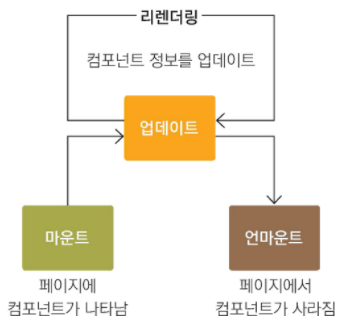 리렌더링
컴포넌트 정보를 업데이트
업데이트
마운트
언마운트
페이지에
컴포넌트가 나타남
페이지에서
컴포넌트가 사라짐